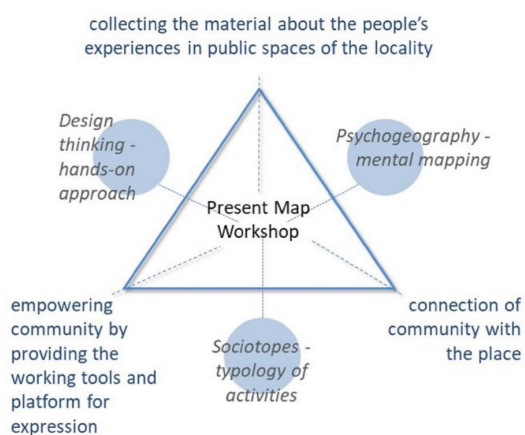 collecting the material about the people’s
experiences in public spaces of the locality
Design
thinking -
hands-on
approach
Psychogeography -
mental mapping
Present Map
Workshop
empowering
community by
providing the
working tools and
platform for
expression
Sociotopes -
typology of
activities
connection of
community with
the place